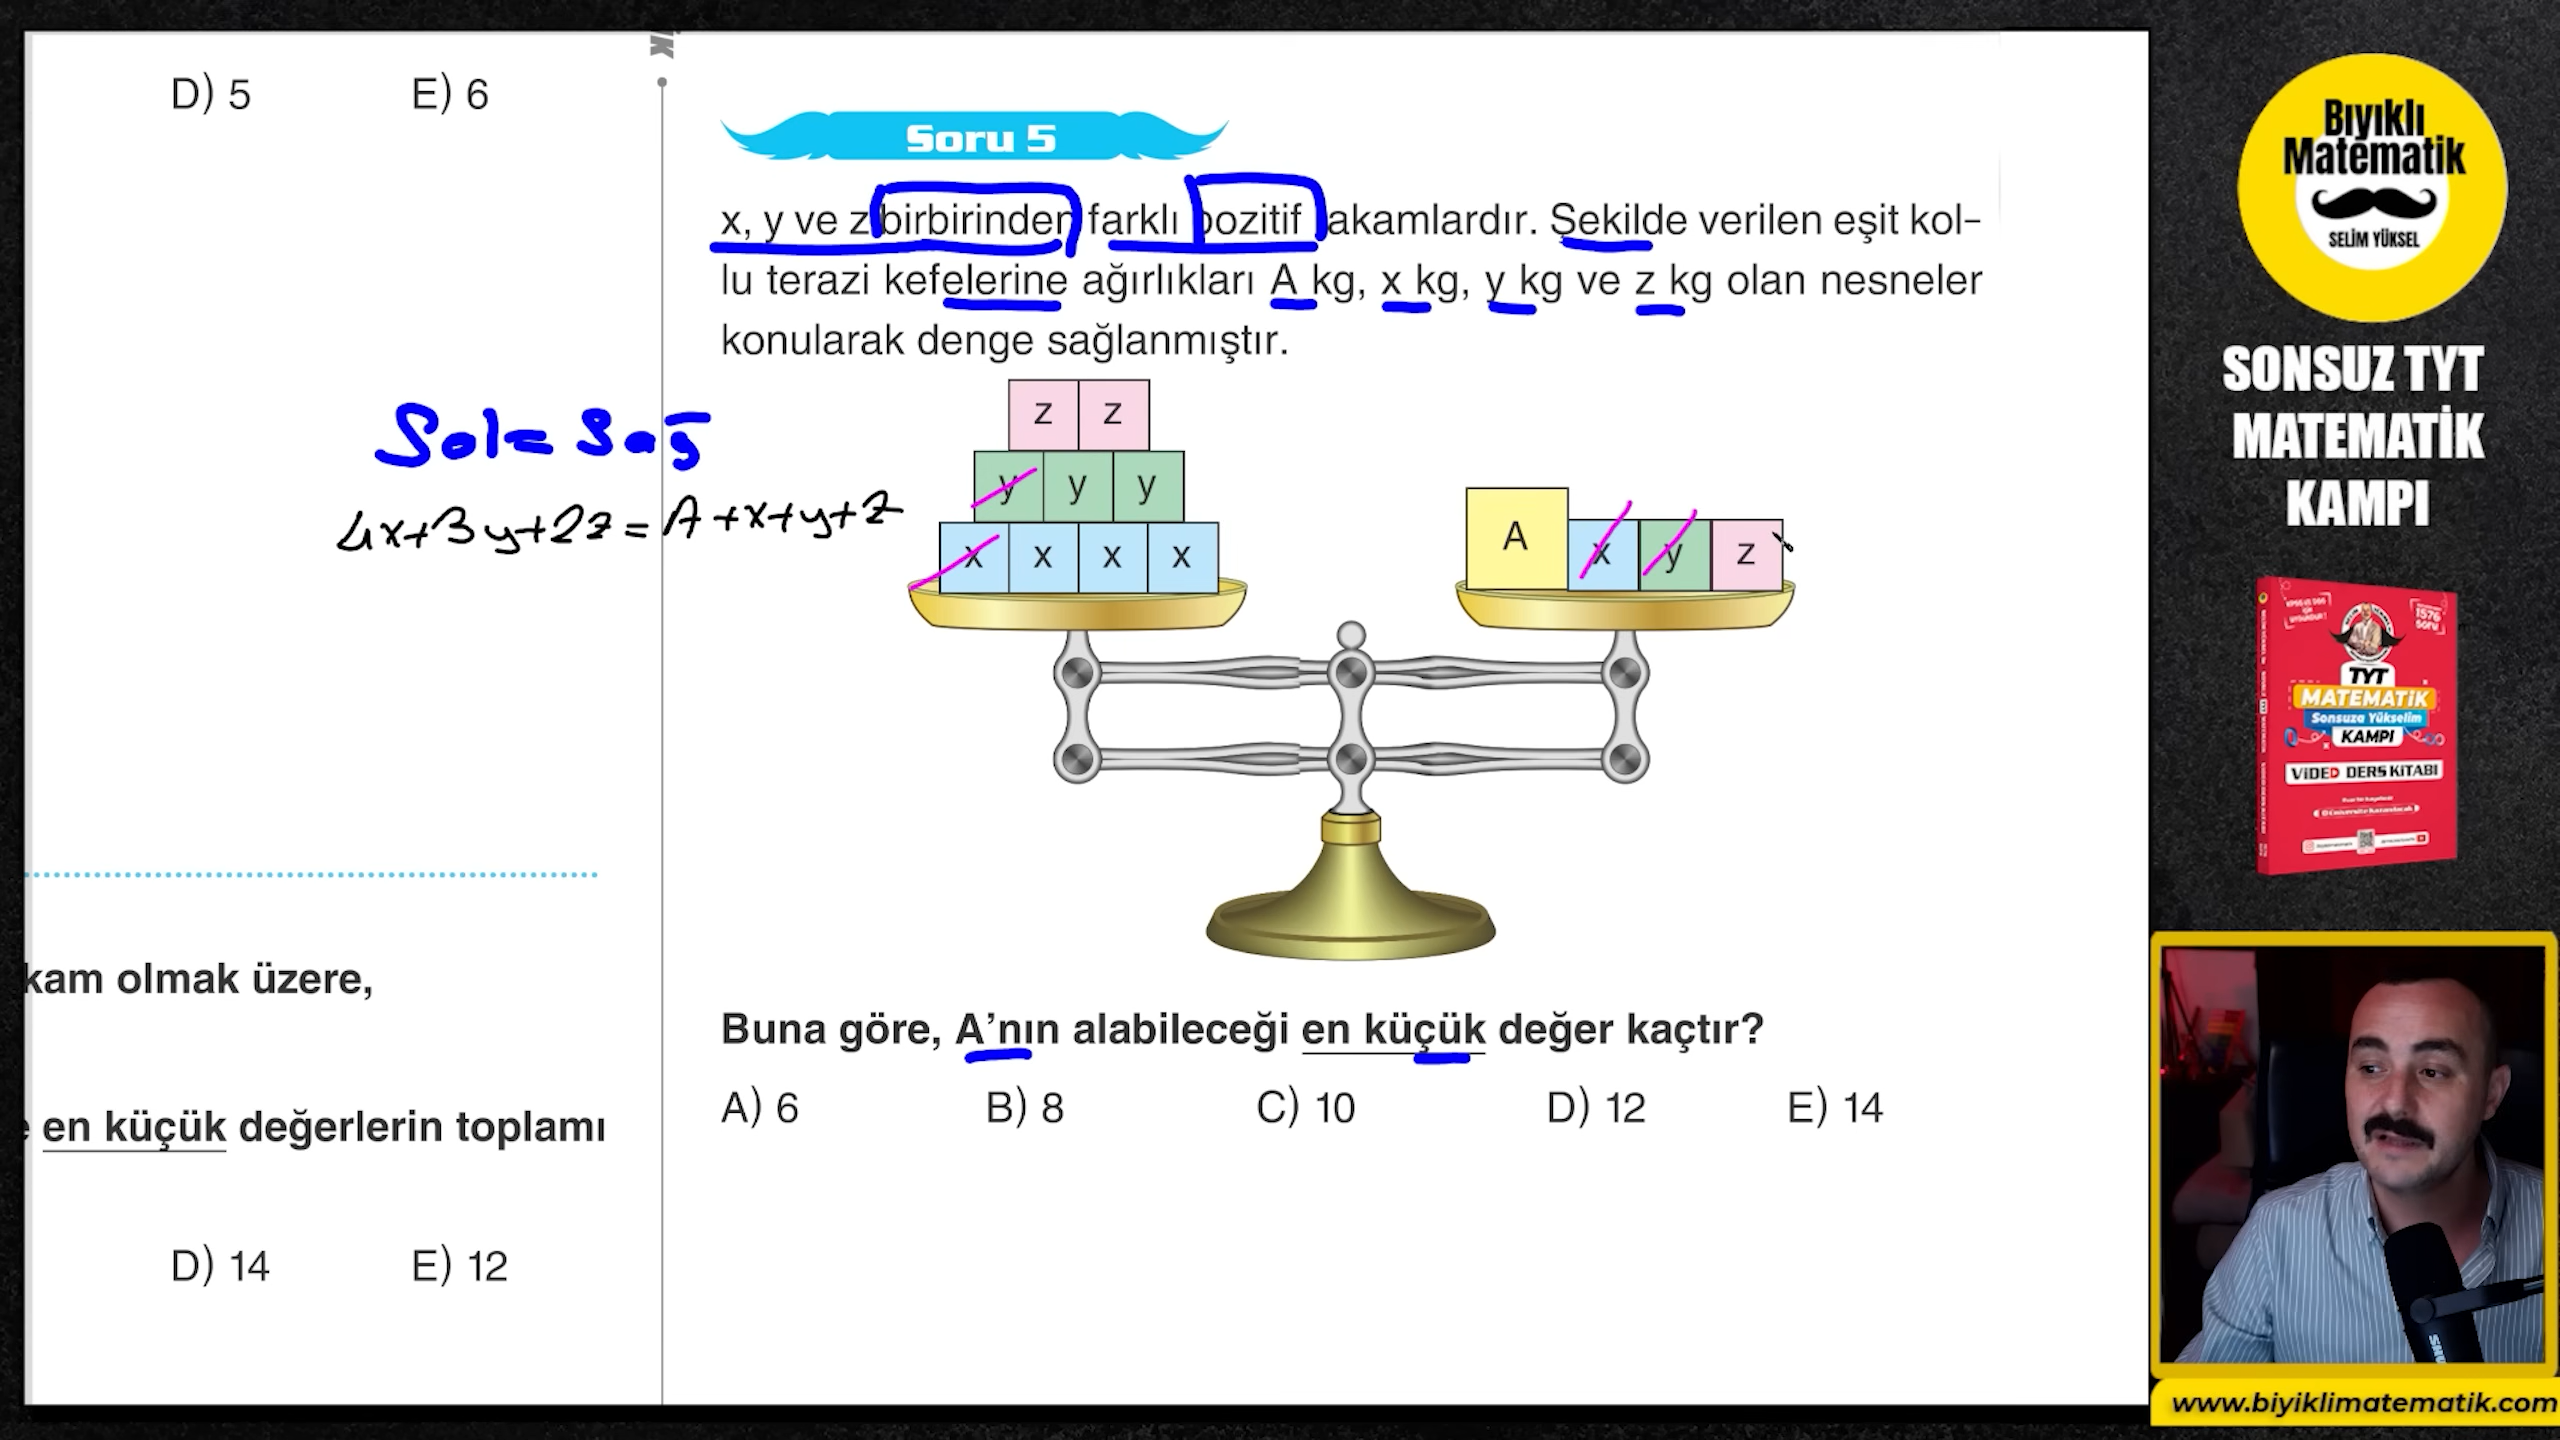 D) 5 E) 6
İK
Soru 5
x, y ve z birbirinden farklı pozitif rakamlardır. Şekilde verilen eşit kol-
lu terazi kefelerine ağırlıkları A kg, x kg, y kg ve z kg olan nesneler
konularak denge sağlanmıştır.
Sol = Sağ
4x+3y+2z=A+x+y+z
z z
y y y
x x x x
A x y z
Buna göre, A'nın alabileceği en küçük değer kaçtır?
A) 6 B) 8 C) 10 D) 12 E) 14
kam olmak üzere,
e en küçük değerlerin toplamı
D) 14 E) 12
Bıyıklı
Matematik
SELİM YÜKSEL
SONSUZ TYT
MATEMATİK
KAMPI
1576
soru
TYT
MATEMATİK
Sonsuza Yükselim
KAMPI
VİDEO DERS KİTABI
www.biyiklimatematik.com